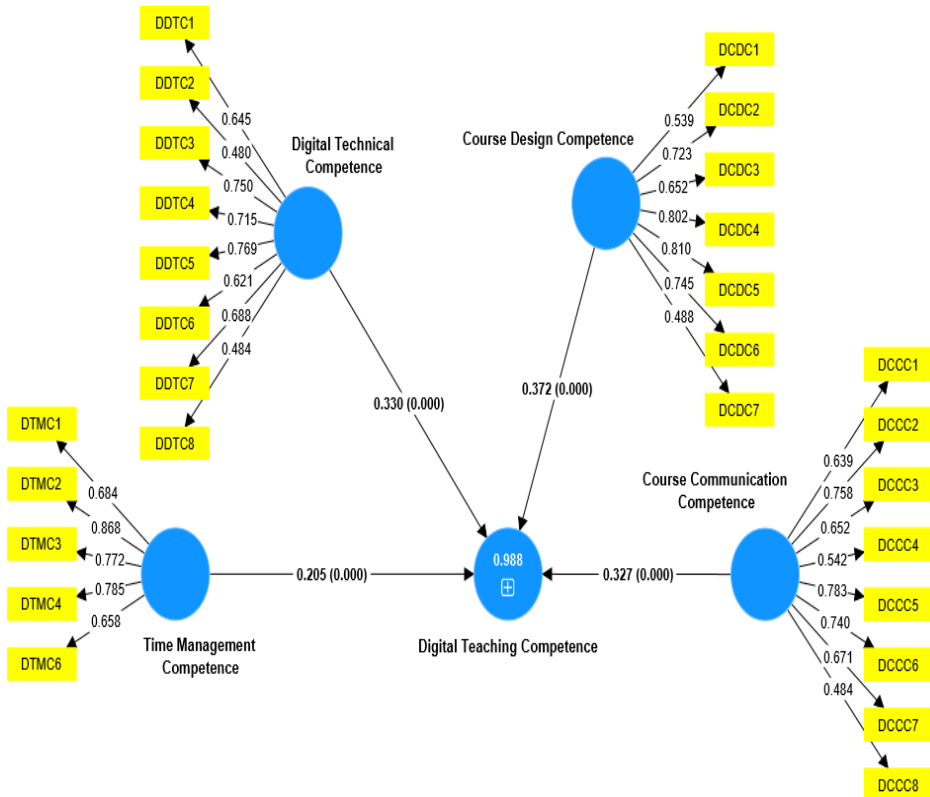 DDTC1
DDTC2
DDTC3
DDTC4
DDTC5
DDTC6
DDTC7
DDTC8
0.645
0.480
0.750
0.715
0.769
0.621
0.688
0.484
Digital Technical
Competence
Course Design Competence
0.539
0.723
0.652
0.802
0.810
0.745
0.488
DCDC1
DCDC2
DCDC3
DCDC4
DCDC5
DCDC6
DCDC7
0.330 (0.000)
0.372 (0.000)
DTMC1
DTMC2
DTMC3
DTMC4
DTMC6
0.684
0.868
0.772
0.785
0.658
Time Management
Competence
0.205 (0.000)
0.988
Digital Teaching Competence
0.327 (0.000)
Course Communication
Competence
0.639
0.758
0.652
0.542
0.783
0.740
0.671
0.484
DCCC1
DCCC2
DCCC3
DCCC4
DCCC5
DCCC6
DCCC7
DCCC8